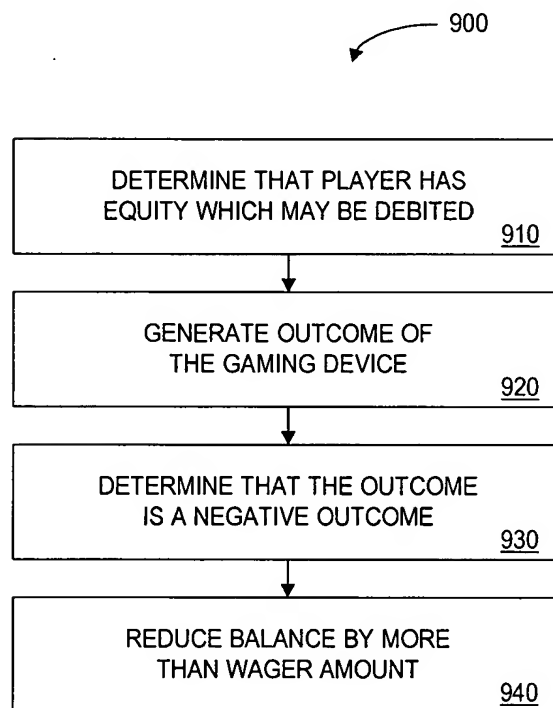 900
DETERMINE THAT PLAYER HAS
EQUITY WHICH MAY BE DEBITED
910
GENERATE OUTCOME OF
THE GAMING DEVICE
920
DETERMINE THAT THE OUTCOME
IS A NEGATIVE OUTCOME
930
REDUCE BALANCE BY MORE
THAN WAGER AMOUNT
940